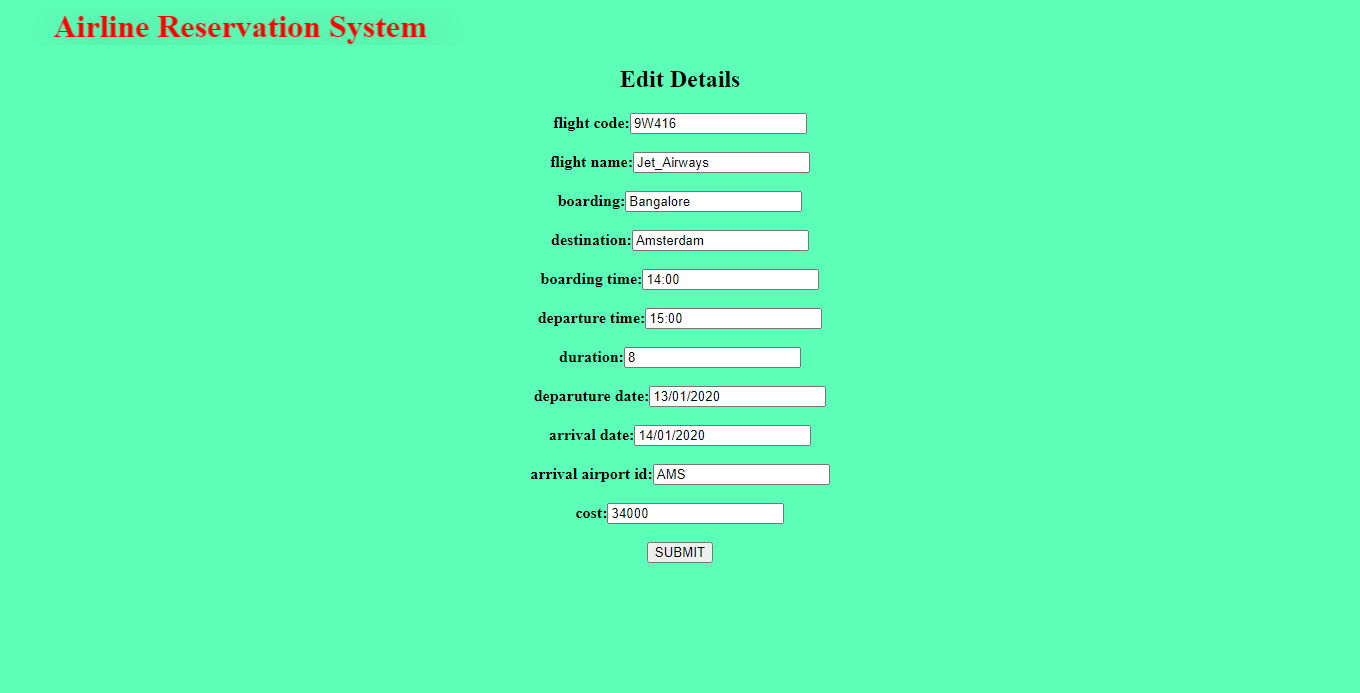 Airline Reservation System
Edit Details
flight code: 9W416
flight name: Jet_Airways
boarding: Bangalore
destination: Amsterdam
boarding time: 14:00
departure time: 15:00
duration: 8
deparuture date: 13/01/2020
arrival date: 14/01/2020
arrival airport id: AMS
cost: 34000
SUBMIT